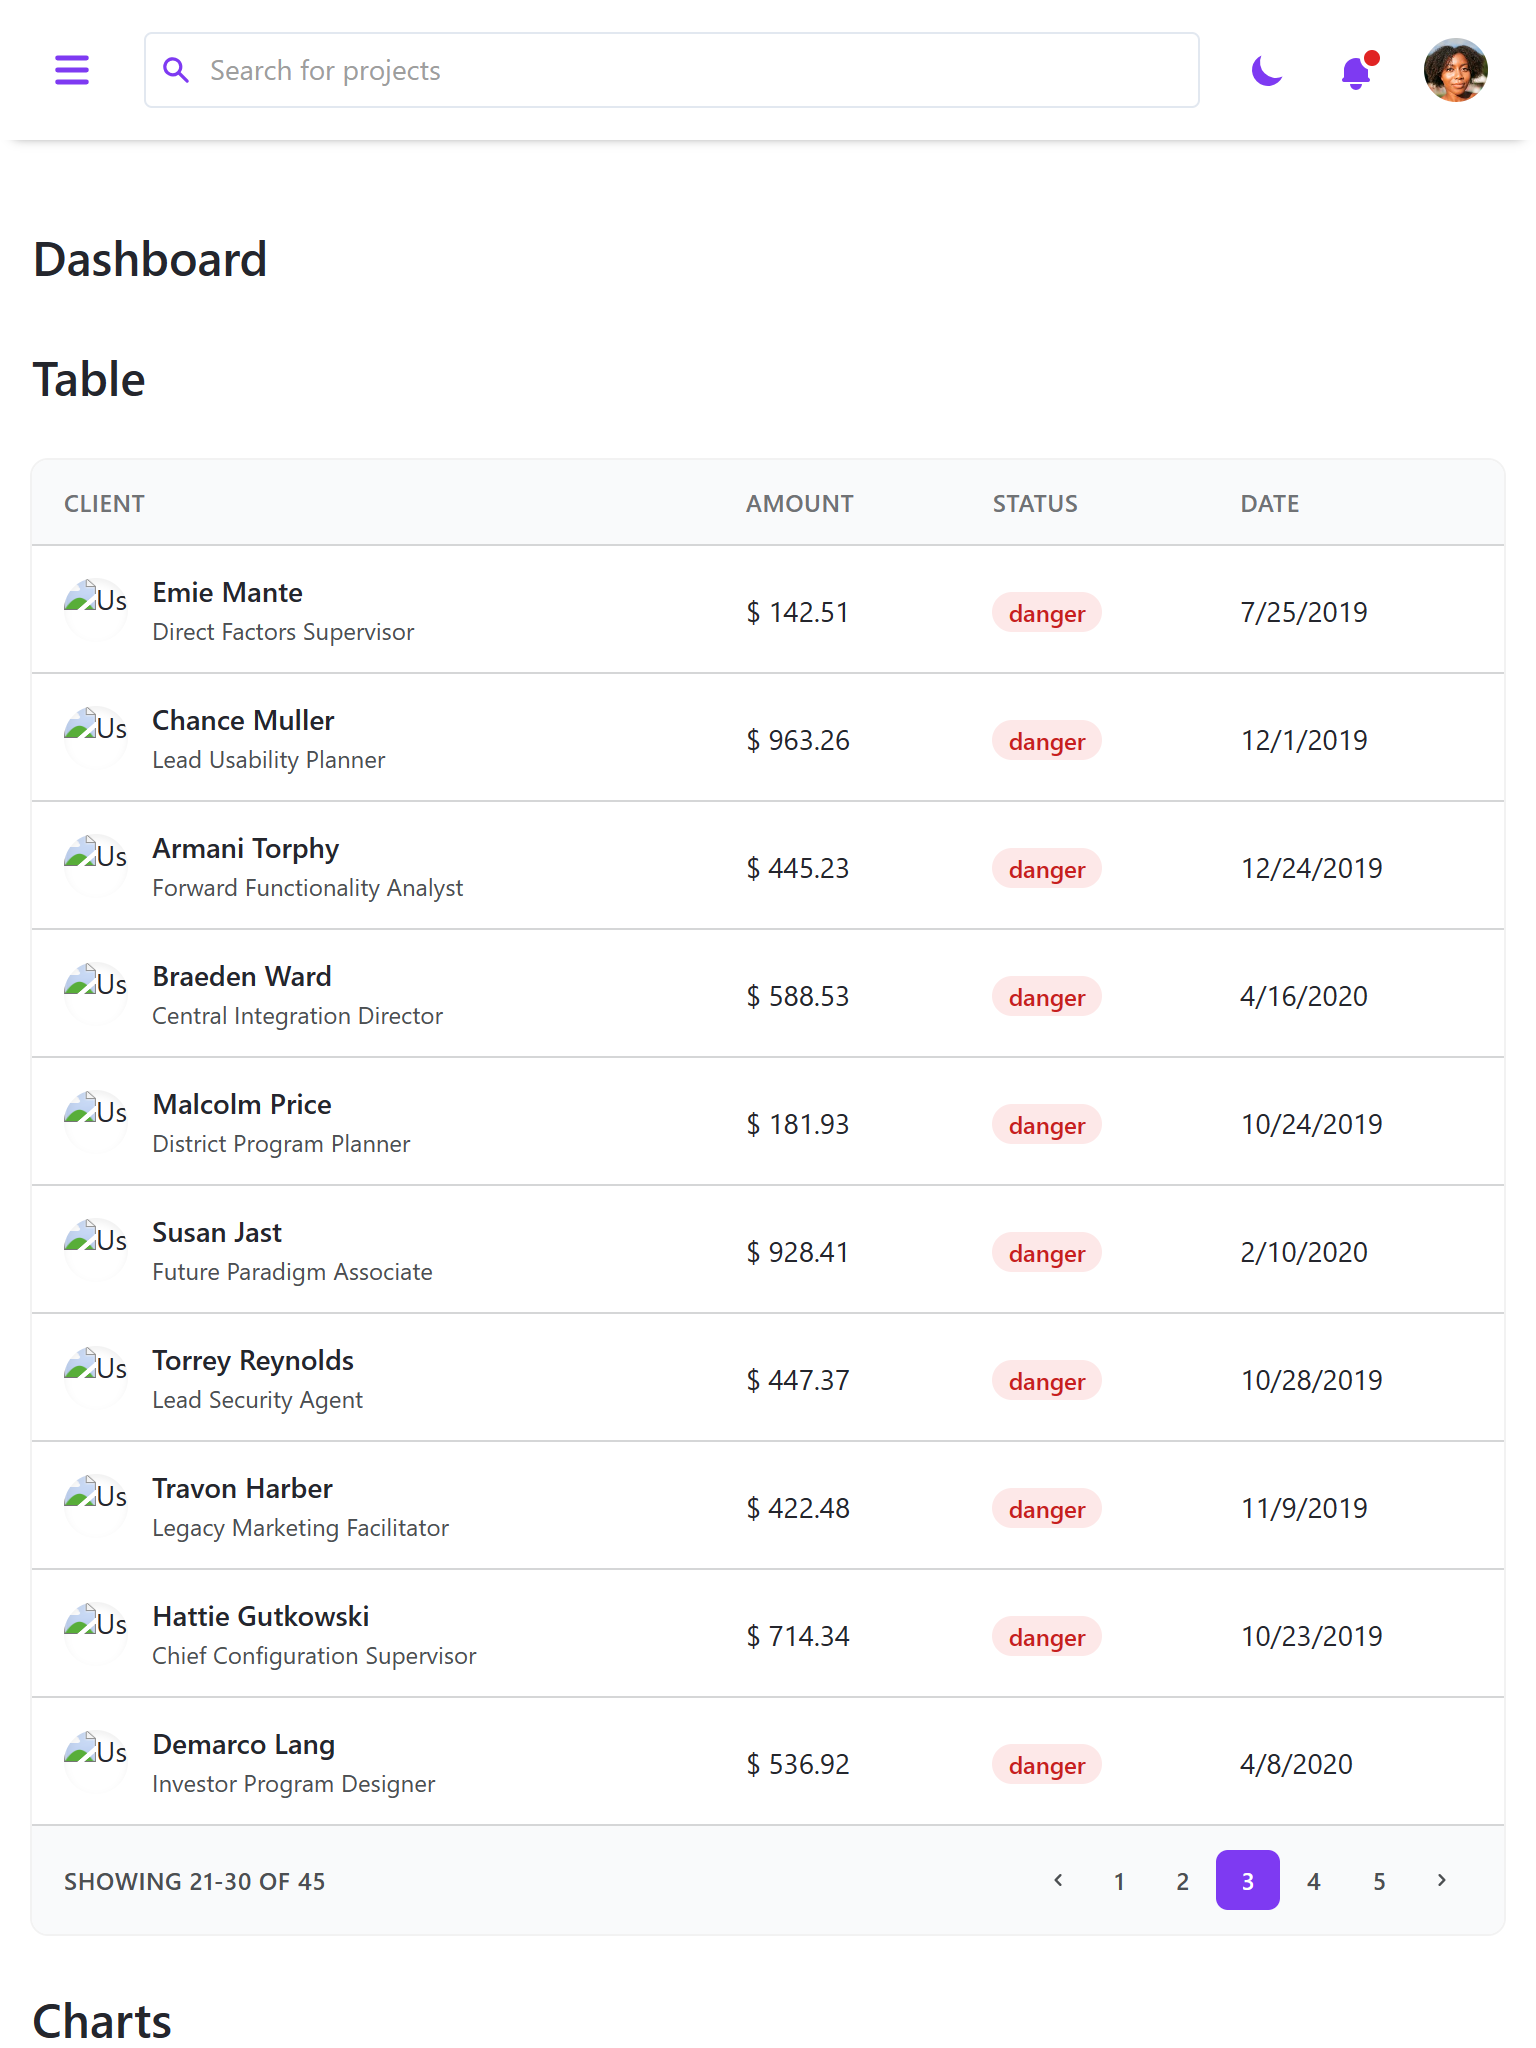 Search for projects
Dashboard
Table
CLIENT AMOUNT STATUS DATE
Us Emie Mante
Direct Factors Supervisor
$ 142.51 danger 7/25/2019
Us Chance Muller
Lead Usability Planner
$ 963.26 danger 12/1/2019
Us Armani Torphy
Forward Functionality Analyst
$ 445.23 danger 12/24/2019
Us Braeden Ward
Central Integration Director
$ 588.53 danger 4/16/2020
Us Malcolm Price
District Program Planner
$ 181.93 danger 10/24/2019
Us Susan Jast
Future Paradigm Associate
$ 928.41 danger 2/10/2020
Us Torrey Reynolds
Lead Security Agent
$ 447.37 danger 10/28/2019
Us Travon Harber
Legacy Marketing Facilitator
$ 422.48 danger 11/9/2019
Us Hattie Gutkowski
Chief Configuration Supervisor
$ 714.34 danger 10/23/2019
Us Demarco Lang
Investor Program Designer
$ 536.92 danger 4/8/2020
SHOWING 21-30 OF 45 1 2 3 4 5
Charts